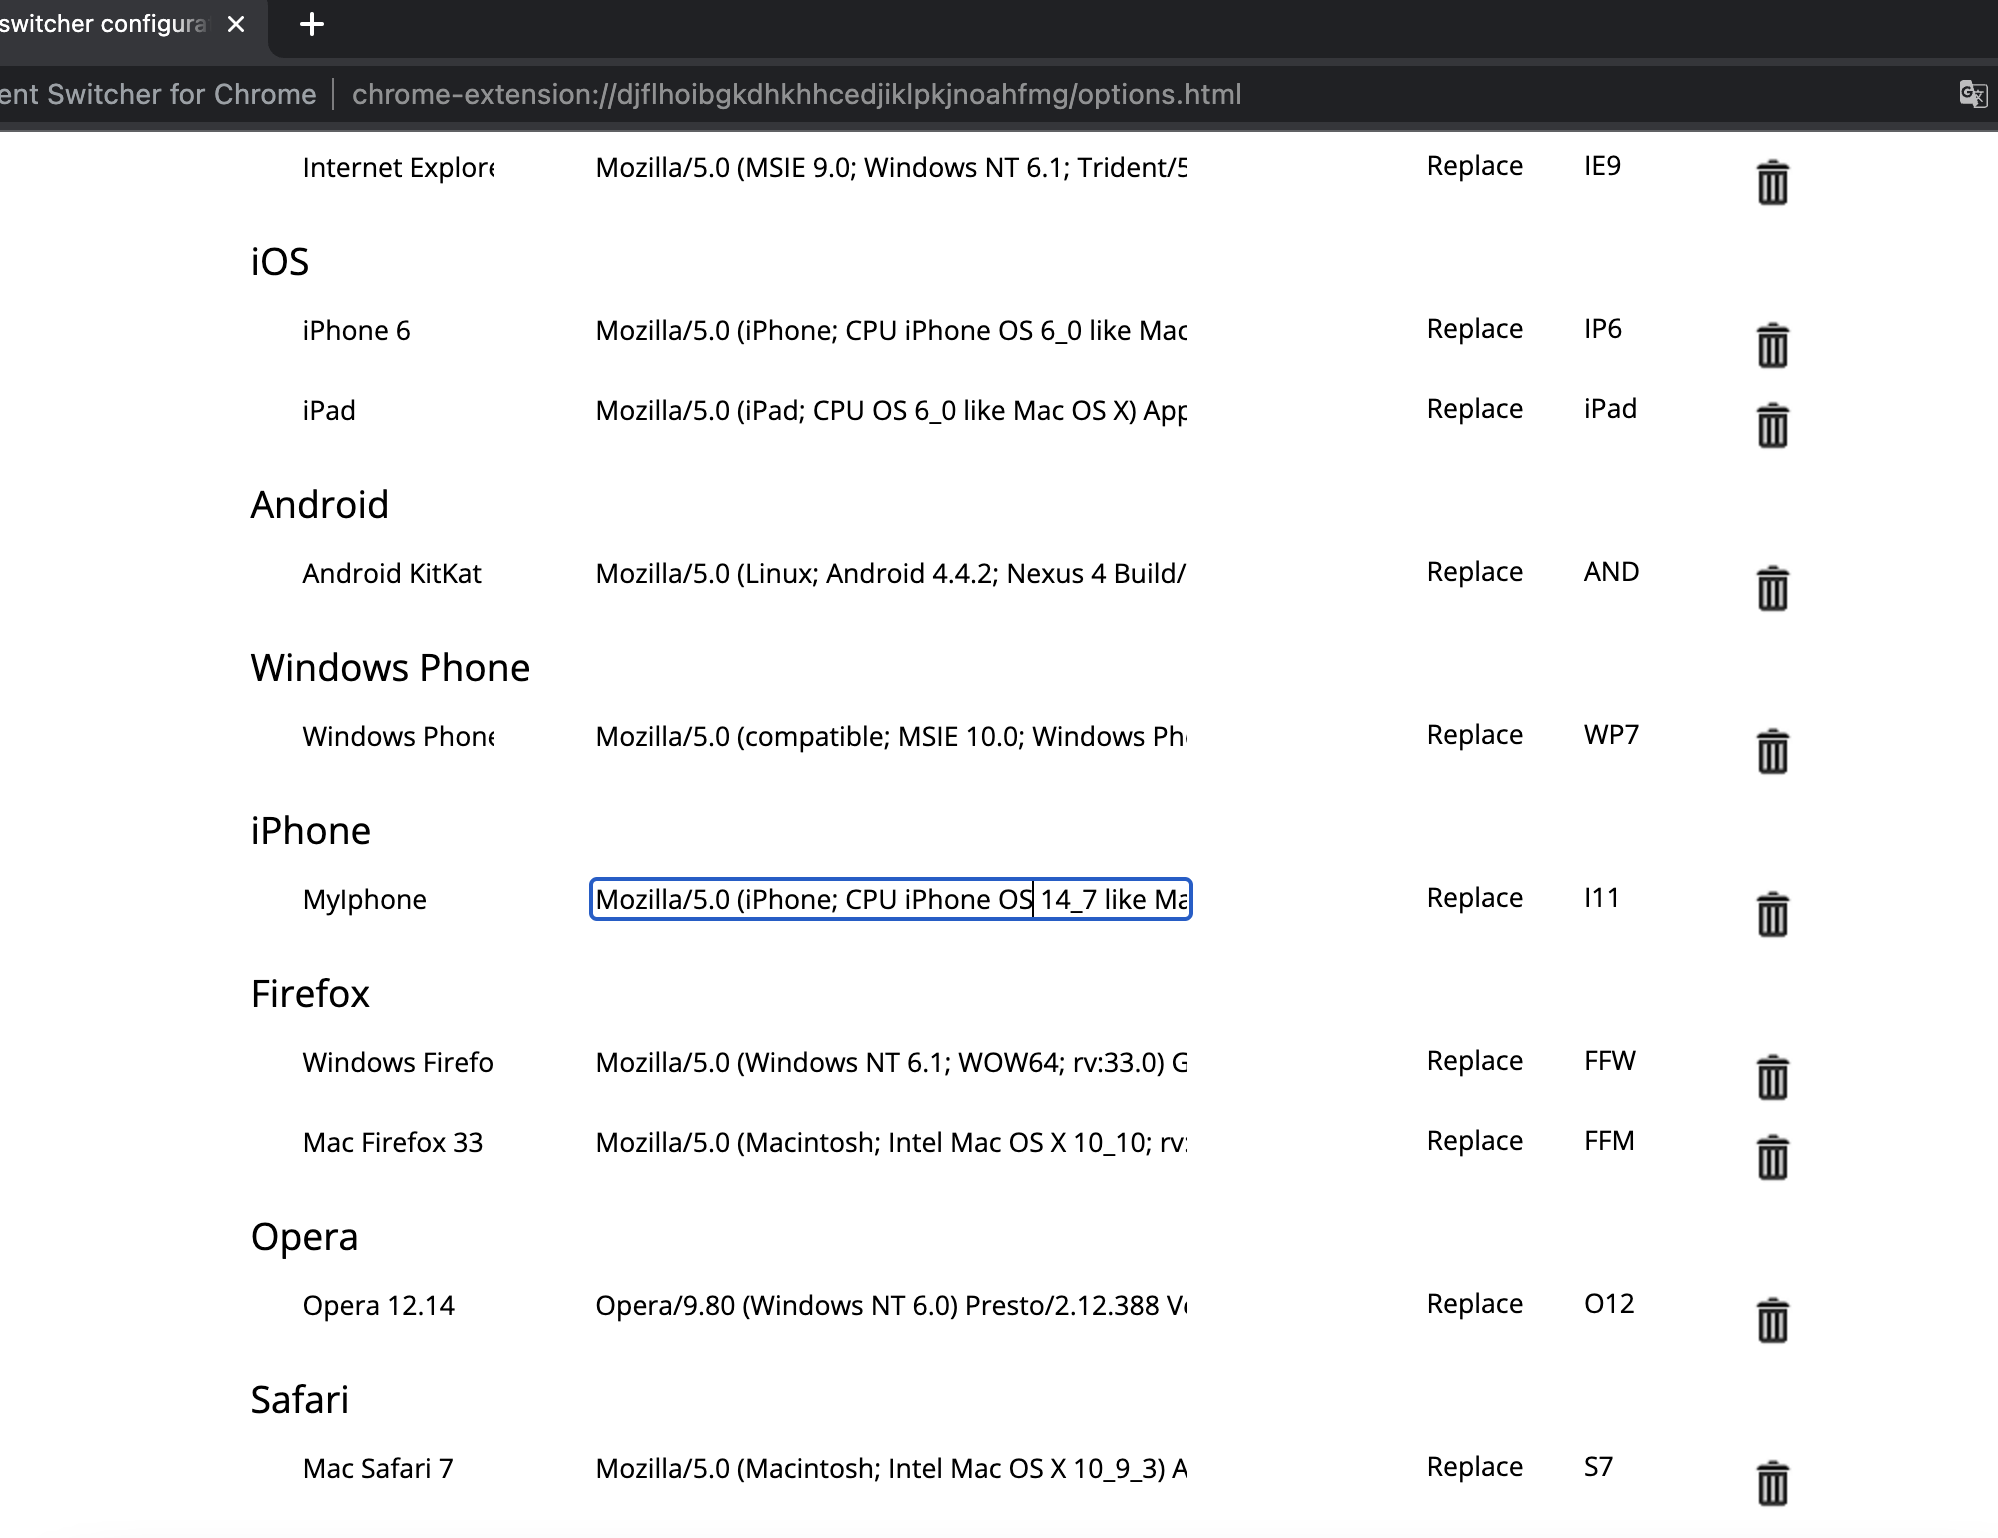 switcher configura
ent Switcher for Chrome | chrome-extension://djflhoibgkdhkhhcedjiklpkjnoahfmg/options.html
Internet Explore Mozilla/5.0 (MSIE 9.0; Windows NT 6.1; Trident/5 Replace IE9
iOS
iPhone 6 Mozilla/5.0 (iPhone; CPU iPhone OS 6_0 like Mac Replace IP6
iPad Mozilla/5.0 (iPad; CPU OS 6_0 like Mac OS X) App Replace iPad
Android
Android KitKat Mozilla/5.0 (Linux; Android 4.4.2; Nexus 4 Build/ Replace AND
Windows Phone
Windows Phone Mozilla/5.0 (compatible; MSIE 10.0; Windows Pho Replace WP7
iPhone
MyIphone Mozilla/5.0 (iPhone; CPU iPhone OS 14_7 like Ma Replace I11
Firefox
Windows Firefo Mozilla/5.0 (Windows NT 6.1; WOW64; rv:33.0) G Replace FFW
Mac Firefox 33 Mozilla/5.0 (Macintosh; Intel Mac OS X 10_10; rv: Replace FFM
Opera
Opera 12.14 Opera/9.80 (Windows NT 6.0) Presto/2.12.388 Ve Replace O12
Safari
Mac Safari 7 Mozilla/5.0 (Macintosh; Intel Mac OS X 10_9_3) A Replace S7